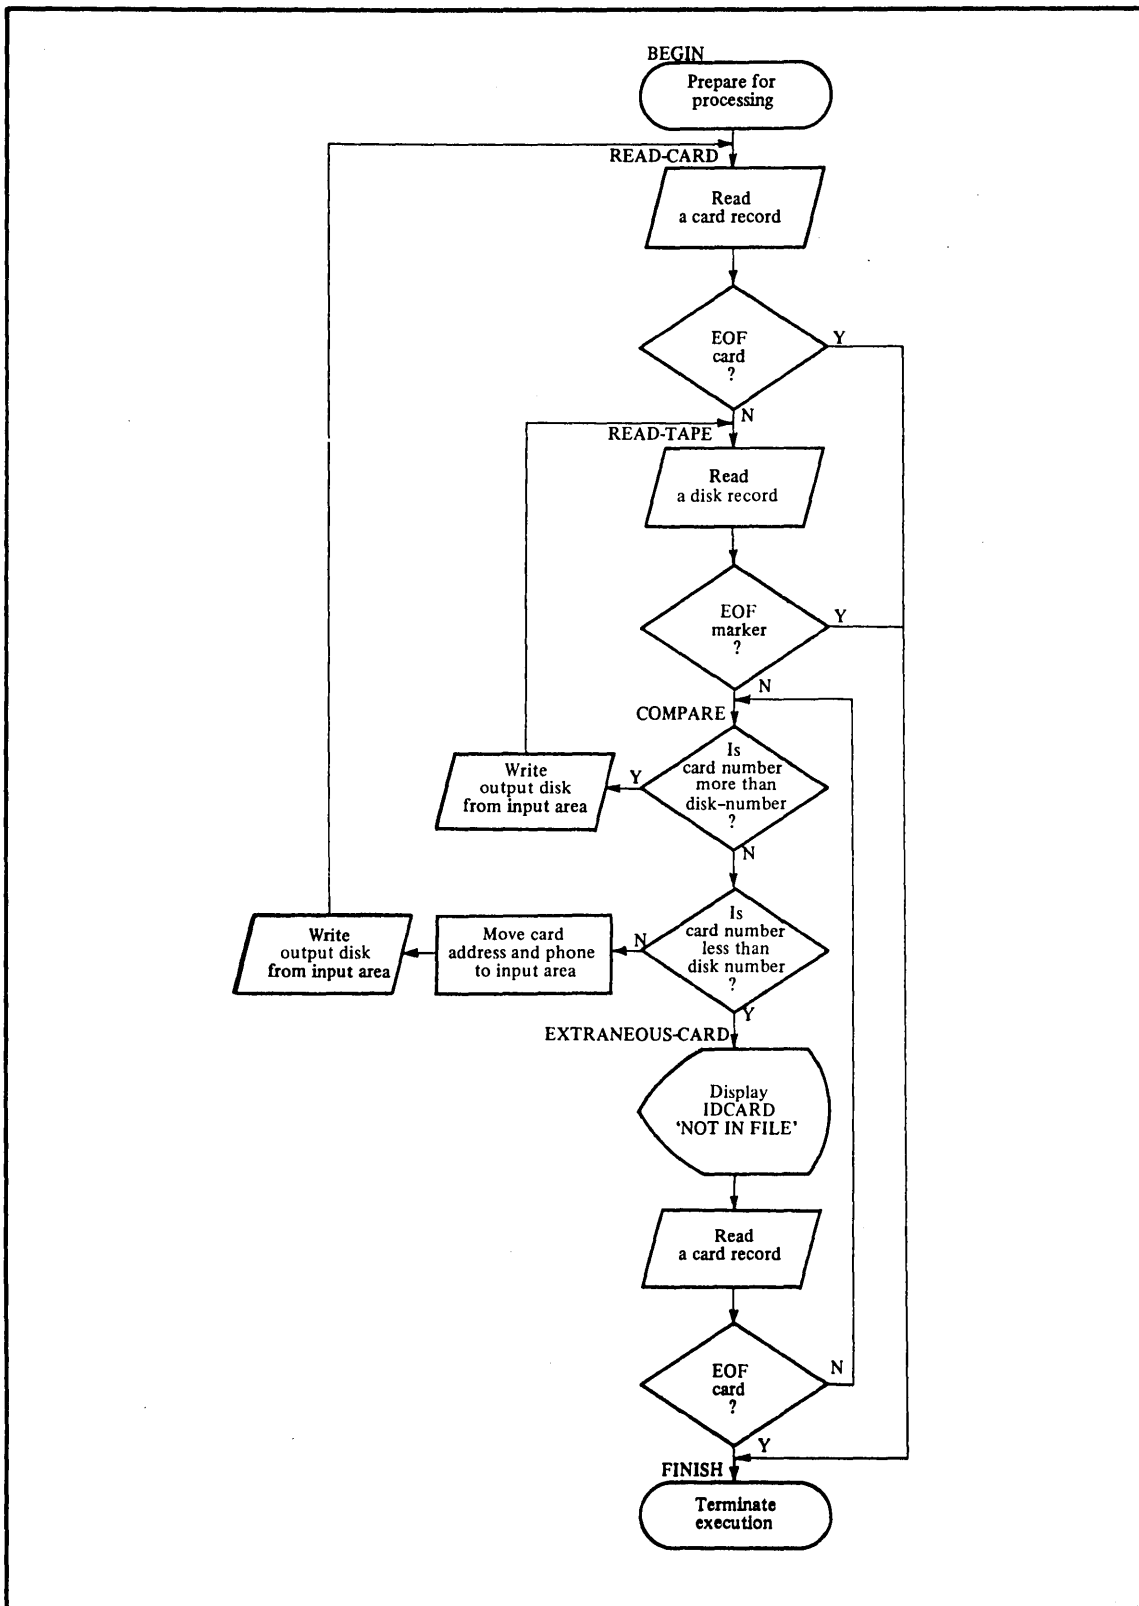 BEGIN
Prepare for
processing
READ-CARD
Read
a card record
EOF
card
?
Y
N
READ-TAPE
Read
a disk record
EOF
marker
?
Y
N
COMPARE
Is
card number
more than
disk-number
?
Y
Write
output disk
from input area
N
Is
card number
less than
disk number
?
N
Move card
address and phone
to input area
Write
output disk
from input area
Y
EXTRANEOUS-CARD
Display
IDCARD
‘NOT IN FILE’
Read
a card record
EOF
card
?
N
Y
FINISH
Terminate
execution